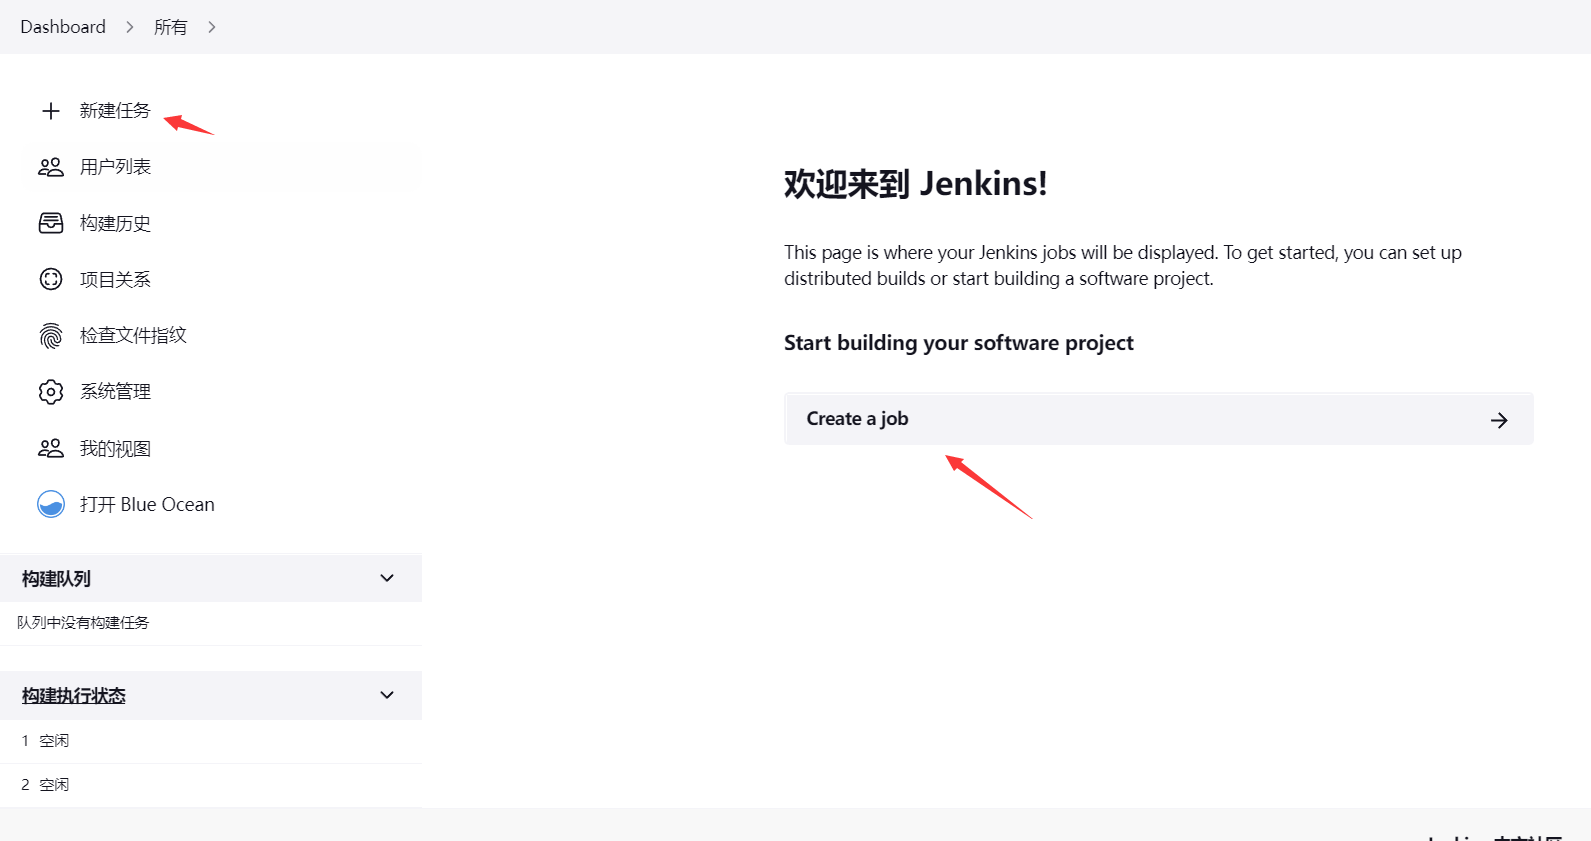 Dashboard
所有
新建任务
用户列表
构建历史
项目关系
检查文件指纹
系统管理
我的视图
打开 Blue Ocean
构建队列
队列中没有构建任务
构建执行状态
1 空闲
2 空闲
欢迎来到 Jenkins!
This page is where your Jenkins jobs will be displayed. To get started, you can set up
distributed builds or start building a software project.
Start building your software project
Create a job